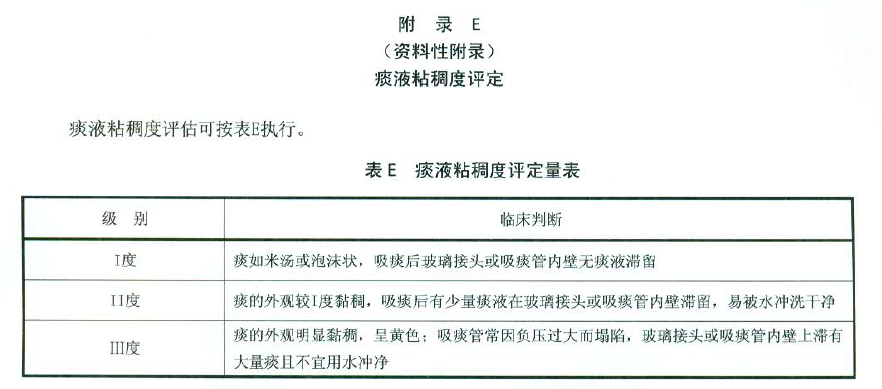 附 录 E
（资料性附录）
痰液粘稠度评定
痰液粘稠度评估可按表E执行。
表 E 痰液粘稠度评定量表
级 别
临床判断
I度
痰如米汤或泡沫状，吸痰后玻璃接头或吸痰管内壁无痰液滞留
II度
痰的外观较I度黏稠，吸痰后有少量痰液在玻璃接头或吸痰管内壁滞留，易被水冲洗干净
III度
痰的外观明显黏稠，呈黄色；吸痰管常因负压过大而塌陷，玻璃接头或吸痰管内壁上滞有
大量痰且不宜用水冲净